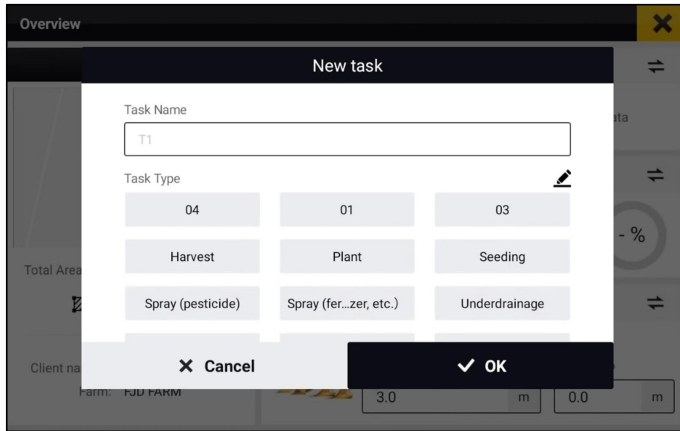 Overview
New task
Task Name
T1
Task Type
04 01 03
Harvest Plant Seeding
Spray (pesticide) Spray (fer...zer, etc.) Underdrainage
Cancel OK
ata
- %
Total Area
Client na
Farm: FJD FARM
3.0 m 0.0 m